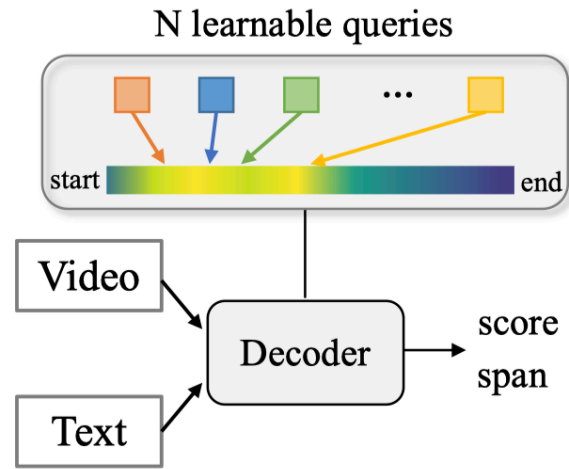 N learnable queries
...
start end
Video
Text
Decoder
score
span